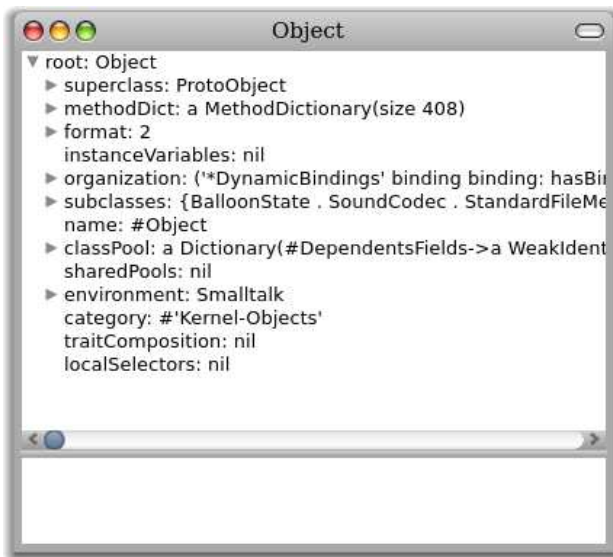 Object
root: Object
superclass: ProtoObject
methodDict: a MethodDictionary(size 408)
format: 2
instanceVariables: nil
organization: ('*DynamicBindings' binding binding: hasBin
subclasses: {BalloonState . SoundCodec . StandardFileMe
name: #Object
classPool: a Dictionary(#DependentsFields->a WeakIdent
sharedPools: nil
environment: Smalltalk
category: #'Kernel-Objects'
traitComposition: nil
localSelectors: nil